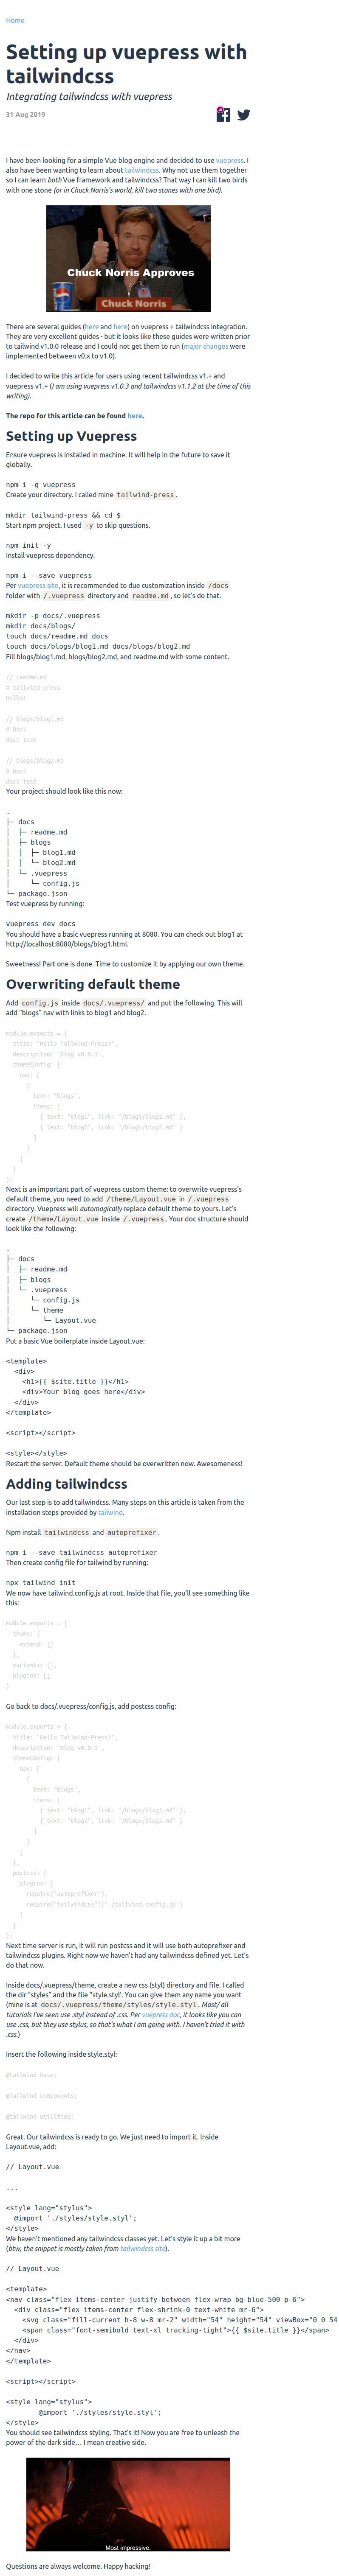 Home
Setting up vuepress with
tailwindcss
Integrating tailwindcss with vuepress
31 Aug 2019
I have been looking for a simple Vue blog engine and decided to use vuepress. I
also have been wanting to learn about tailwindcss. Why not use them together
so I can learn both Vue framework and tailwindcss? That way I can kill two birds
with one stone (or in Chuck Norris's world, kill two stones with one bird).
Chuck Norris Approves
Chuck Norris
There are several guides (here and here) on vuepress + tailwindcss integration.
They are very excellent guides - but it looks like these guides were written prior
to tailwind v1.0.0 release and I could not get them to run (major changes were
implemented between v0.x to v1.0).
I decided to write this article for users using recent tailwindcss v1.+ and
vuepress v1.+ (I am using vuepress v1.0.3 and tailwindcss v1.1.2 at the time of this
writing).
The repo for this article can be found here.
Setting up Vuepress
Ensure vuepress is installed in machine. It will help in the future to save it
globally.
npm i -g vuepress
Create your directory. I called mine tailwind-press.
mkdir tailwind-press && cd $_
Start npm project. I used -y to skip questions.
npm init -y
Install vuepress dependency.
npm i --save vuepress
Per vuepress site, it is recommended to due customization inside /docs
folder with /.vuepress directory and readme.md, so let's do that.
mkdir -p docs/.vuepress
mkdir docs/blogs/
touch docs/readme.md docs
touch docs/blogs/blog1.md docs/blogs/blog2.md
Fill blogs/blog1.md, blogs/blog2.md, and readme.md with some content.
// readme.md
# tailwind-press
Hello!
// blogs/blog1.md
# Doc1
doc1 test
// blogs/blog2.md
# Doc2
doc2 test
Your project should look like this now:
.
├─ docs
│  ├─ readme.md
│  ├─ blogs
│  │  ├─ blog1.md
│  │  └─ blog2.md
│  └─ .vuepress
│     └─ config.js
└─ package.json
Test vuepress by running:
vuepress dev docs
You should have a basic vuepress running at 8080. You can check out blog1 at
http://localhost:8080/blogs/blog1.html.
Sweetness! Part one is done. Time to customize it by applying our own theme.
Overwriting default theme
Add config.js inside docs/.vuepress/ and put the following. This will
add "blogs" nav with links to blog1 and blog2.
module.exports = {
  title: "Hello Tailwind-Press!",
  description: "Blog v0.0.1",
  themeConfig: {
    nav: [
      {
        text: "blogs",
        items: [
          { text: "blog1", link: "/blogs/blog1.md" },
          { text: "blog2", link: "/blogs/blog2.md" }
        ]
      }
    ]
  }
};
Next is an important part of vuepress custom theme: to overwrite vuepress's
default theme, you need to add /theme/Layout.vue in /.vuepress
directory. Vuepress will automagically replace default theme to yours. Let's
create /theme/Layout.vue inside /.vuepress. Your doc structure should
look like the following:
.
├─ docs
│  ├─ readme.md
│  ├─ blogs
│  └─ .vuepress
│     └─ config.js
│     └─ theme
│        └─ Layout.vue
└─ package.json
Put a basic Vue boilerplate inside Layout.vue:
<template>
  <div>
    <h1>{{ $site.title }}</h1>
    <div>Your blog goes here</div>
  </div>
</template>
<script></script>
<style></style>
Restart the server. Default theme should be overwritten now. Awesomeness!
Adding tailwindcss
Our last step is to add tailwindcss. Many steps on this article is taken from the
installation steps provided by tailwind.
Npm install tailwindcss and autoprefixer.
npm i --save tailwindcss autoprefixer
Then create config file for tailwind by running:
npx tailwind init
We now have tailwind.config.js at root. Inside that file, you'll see something like
this:
module.exports = {
  theme: {
    extend: {}
  },
  variants: {},
  plugins: []
}
Go back to docs/.vuepress/config.js, add postcss config:
module.exports = {
  title: "Hello Tailwind-Press!",
  description: "Blog v0.0.1",
  themeConfig: {
    nav: [
      {
        text: "blogs",
        items: [
          { text: "blog1", link: "/blogs/blog1.md" },
          { text: "blog2", link: "/blogs/blog2.md" }
        ]
      }
    ]
  },
  postcss: {
    plugins: [
      require("autoprefixer"),
      require("tailwindcss")("./tailwind.config.js")
    ]
  }
};
Next time server is run, it will run postcss and it will use both autoprefixer and
tailwindcss plugins. Right now we haven't had any tailwindcss defined yet. Let's
do that now.
Inside docs/.vuepress/theme, create a new css (styl) directory and file. I called
the dir "styles" and the file "style.styl'. You can give them any name you want
(mine is at docs/.vuepress/theme/styles/style.styl. Most/ all
tutorials I've seen use .styl instead of .css. Per vuepress doc, it looks like you can
use .css, but they use stylus, so that's what I am going with. I haven't tried it with
.css.)
Insert the following inside style.styl:
@tailwind base;
@tailwind components;
@tailwind utilities;
Great. Our tailwindcss is ready to go. We just need to import it. Inside
Layout.vue, add:
// Layout.vue
...
<style lang="stylus">
  @import './styles/style.styl';
</style>
We haven't mentioned any tailwindcss classes yet. Let's style it up a bit more
(btw, the snippet is mostly taken from tailwindcss site).
// Layout.vue
<template>
<nav class="flex items-center justify-between flex-wrap bg-blue-500 p-6">
  <div class="flex items-center flex-shrink-0 text-white mr-6">
    <svg class="fill-current h-8 w-8 mr-2" width="54" height="54" viewBox="0 0 54
    <span class="font-semibold text-xl tracking-tight">{{ $site.title }}</span>
  </div>
</nav>
</template>
<script></script>
<style lang="stylus">
        @import './styles/style.styl';
</style>
You should see tailwindcss styling. That's it! Now you are free to unleash the
power of the dark side… I mean creative side.
Most impressive.
Questions are always welcome. Happy hacking!